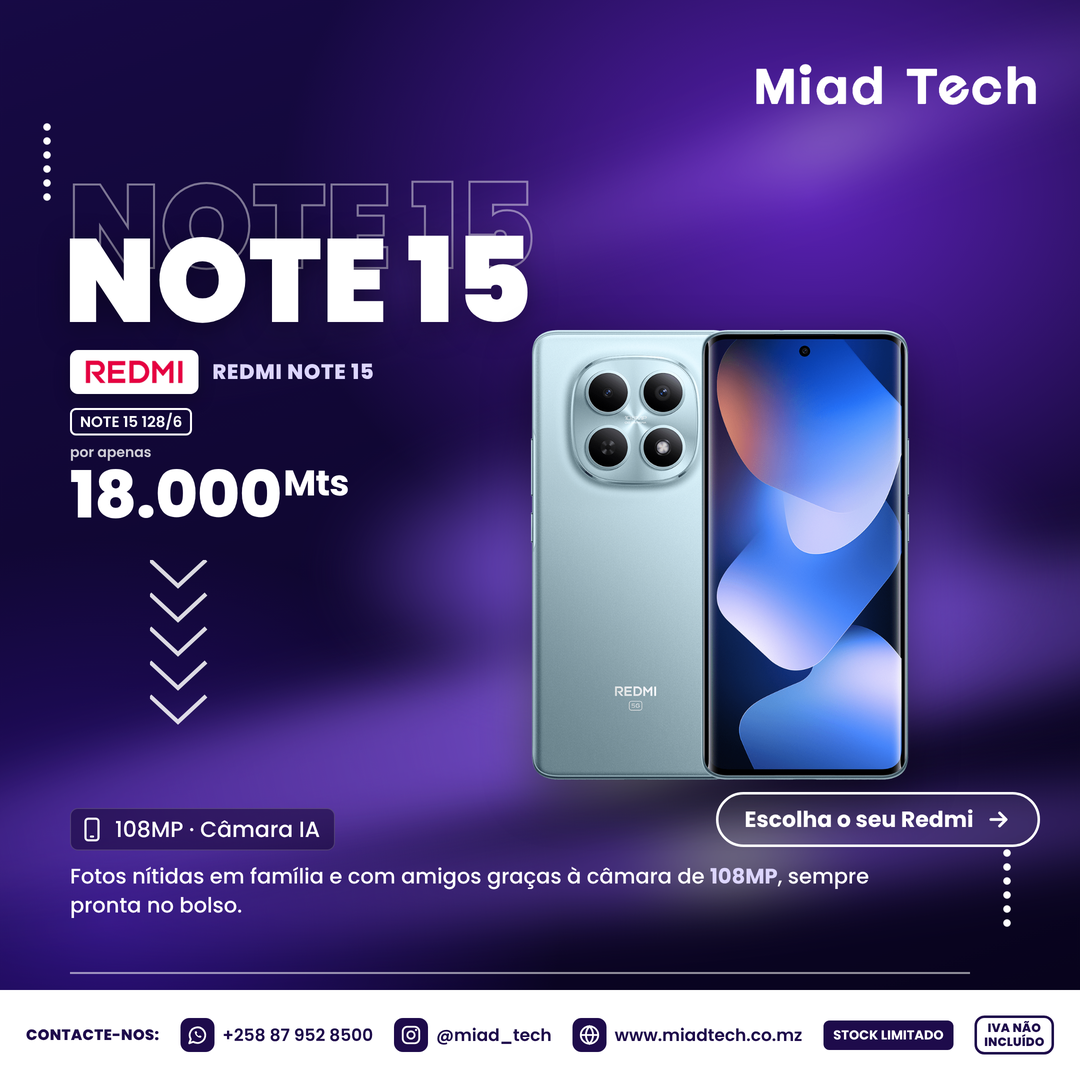 Miad Tech
NOTE 15
NOTE 15
REDMI REDMI NOTE 15
NOTE 15 128/6
por apenas
18.000Mts
REDMI
5G
108MP · Câmara IA
Escolha o seu Redmi →
Fotos nítidas em família e com amigos graças à câmara de 108MP, sempre
pronta no bolso.
CONTACTE-NOS: +258 87 952 8500 @miad_tech www.miadtech.co.mz STOCK LIMITADO IVA NÃO
INCLUÍDO